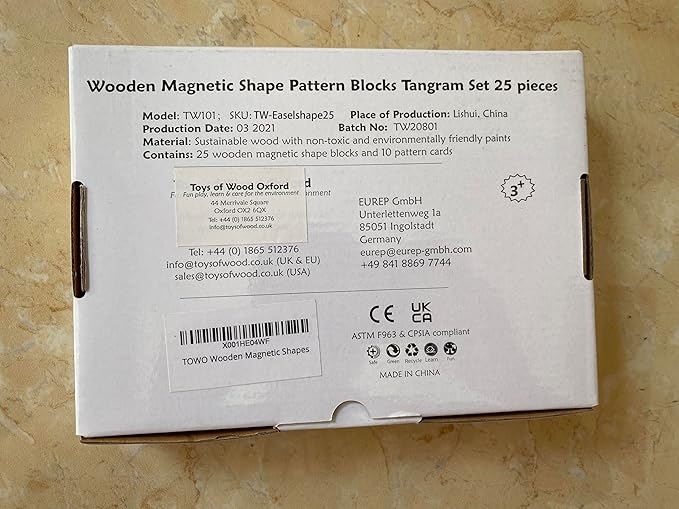 Wooden Magnetic Shape Pattern Blocks Tangram Set 25 pieces
Model: TW101; SKU: TW-Easelshape25 Place of Production: Lishui, China
Production Date: 03 2021 Batch No: TW20801
Material: Sustainable wood with non-toxic and environmentally friendly paints
Contains: 25 wooden magnetic shape blocks and 10 pattern cards
Toys of Wood Oxford
Fun play, learn & care for the environment
44 Merrivale Square
Oxford OX2 6QX
Tel: +44 (0) 1865 512376
info@toysofwood.co.uk
Tel: +44 (0) 1865 512376
info@toysofwood.co.uk (UK & EU)
sales@toysofwood.co.uk (USA)
EUREP GmbH
Unterlettenweg 1a
85051 Ingolstadt
Germany
eurep@eurep-gmbh.com
+49 841 8869 7744
3+
X001HE04WF
TOWO Wooden Magnetic Shapes
CE UK
CA
ASTM F963 & CPSIA compliant
Safe Green Recycle Learn Fun
MADE IN CHINA